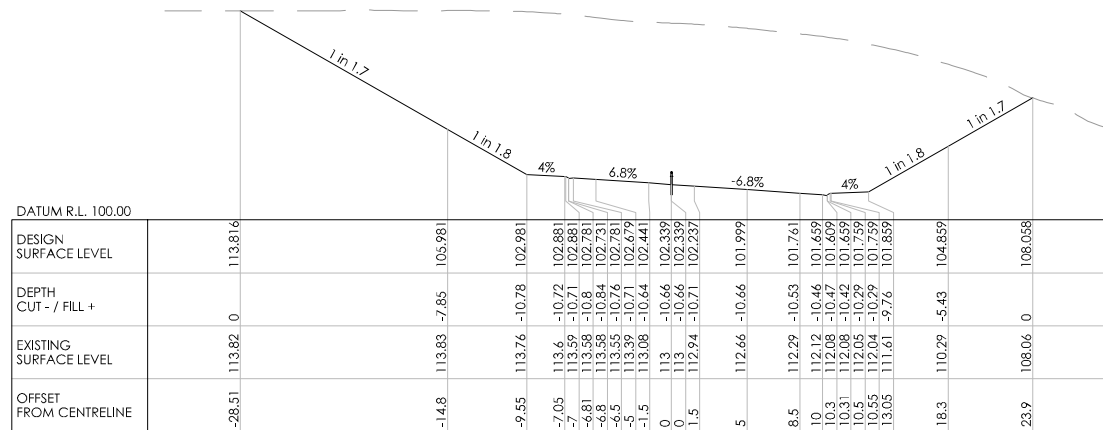 1 in 1.7
1 in 1.8
4%
6.8%
-6.8%
4%
1 in 1.8
1 in 1.7
DATUM R.L. 100.00
DESIGN SURFACE LEVEL 113.816 105.981 102.981 102.881 102.881 102.781 102.731 102.781 102.679 102.441 102.339 102.339 102.237 101.999 101.761 101.659 101.609 101.659 101.759 101.759 101.859 104.859 108.058
DEPTH CUT - / FILL + 0 -7.85 -10.78 -10.72 -10.71 -10.8 -10.84 -10.76 -10.71 -10.64 -10.66 -10.66 -10.71 -10.66 -10.53 -10.46 -10.47 -10.42 -10.29 -10.29 -9.76 -5.43 0
EXISTING SURFACE LEVEL 113.82 113.83 113.76 113.6 113.59 113.58 113.58 113.55 113.39 113.08 113 113 112.94 112.66 112.29 112.12 112.08 112.08 112.05 112.04 111.61 110.29 108.06
OFFSET FROM CENTRELINE -28.51 -14.8 -9.55 -7.05 -7 -6.81 -6.8 -6.5 -5 -1.5 0 0 1.5 5 8.5 10 10.3 10.31 10.5 10.55 13.05 18.3 23.9